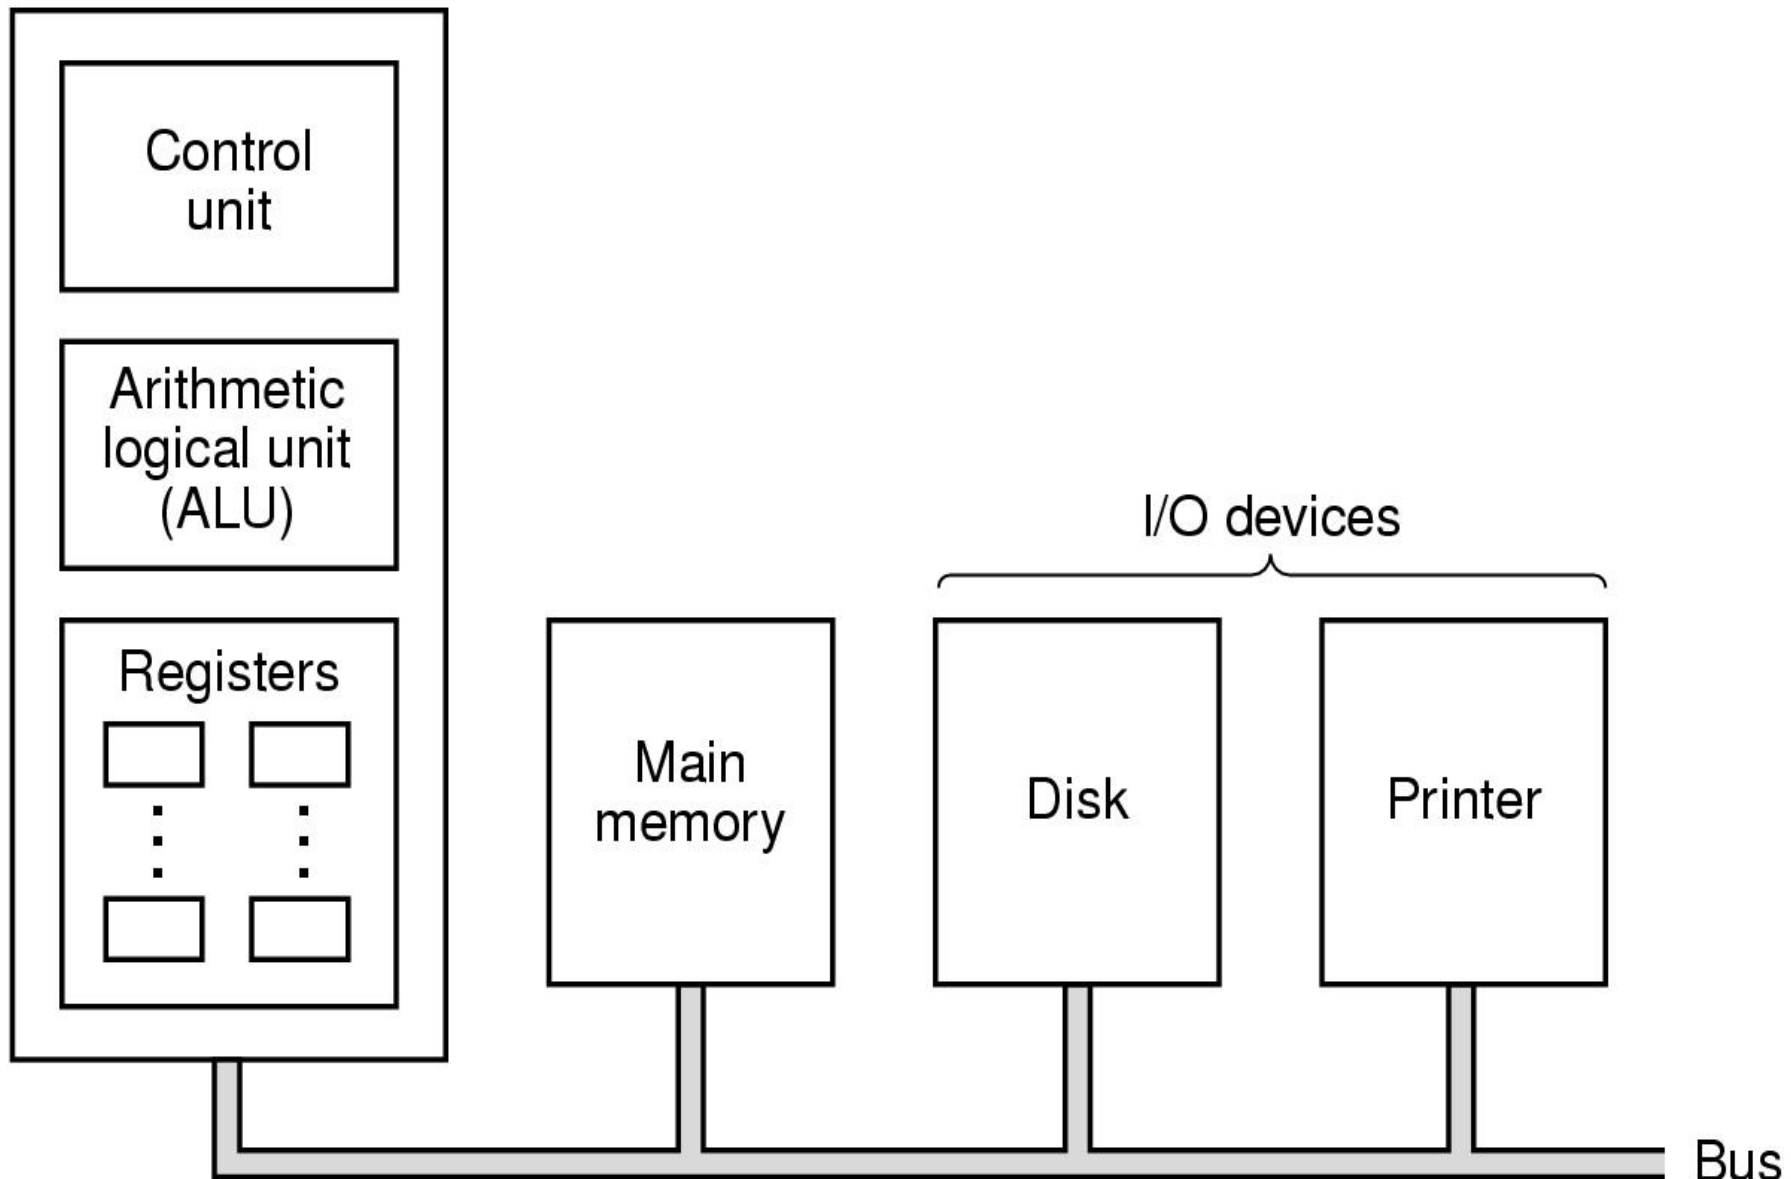 Control
unit
Arithmetic
logical unit
(ALU)
Registers
I/O devices
Main
memory
Disk
Printer
Bus